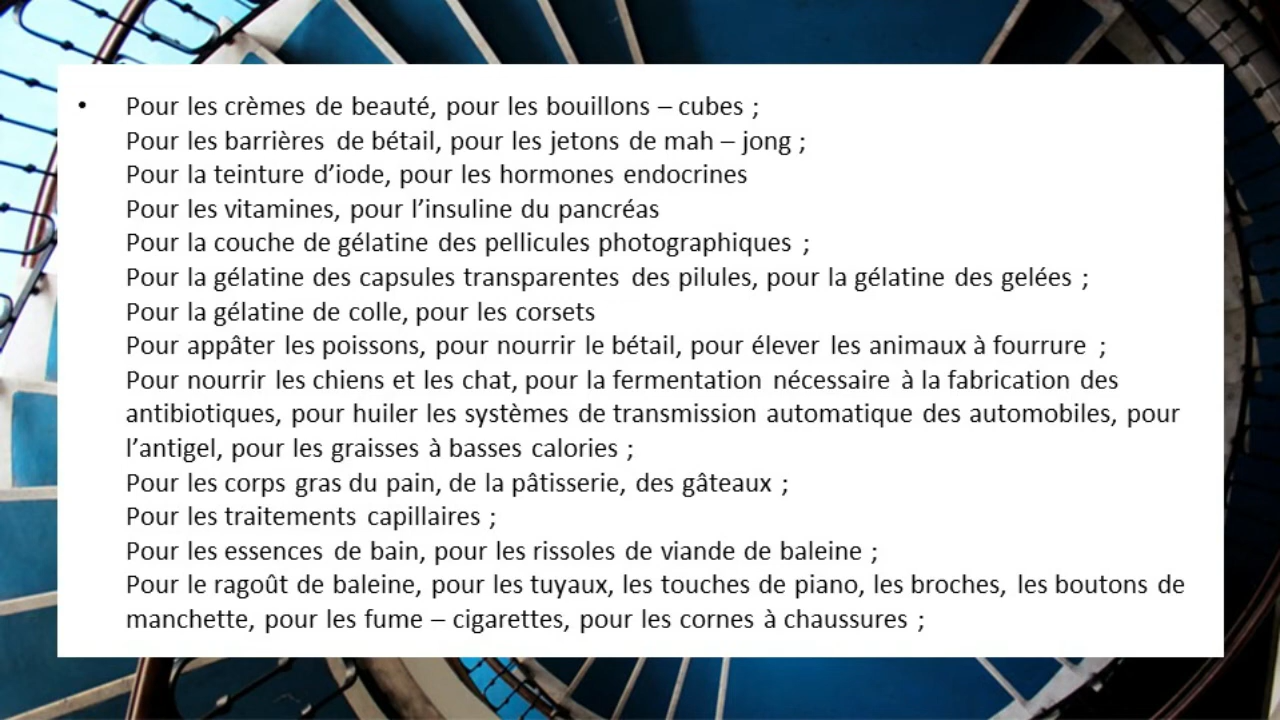 • Pour les crèmes de beauté, pour les bouillons – cubes ;
Pour les barrières de bétail, pour les jetons de mah – jong ;
Pour la teinture d’iode, pour les hormones endocrines
Pour les vitamines, pour l’insuline du pancréas
Pour la couche de gélatine des pellicules photographiques ;
Pour la gélatine des capsules transparentes des pilules, pour la gélatine des gelées ;
Pour la gélatine de colle, pour les corsets
Pour appâter les poissons, pour nourrir le bétail, pour élever les animaux à fourrure ;
Pour nourrir les chiens et les chat, pour la fermentation nécessaire à la fabrication des
antibiotiques, pour huiler les systèmes de transmission automatique des automobiles, pour
l’antigel, pour les graisses à basses calories ;
Pour les corps gras du pain, de la pâtisserie, des gâteaux ;
Pour les traitements capillaires ;
Pour les essences de bain, pour les rissoles de viande de baleine ;
Pour le ragoût de baleine, pour les tuyaux, les touches de piano, les broches, les boutons de
manchette, pour les fume – cigarettes, pour les cornes à chaussures ;